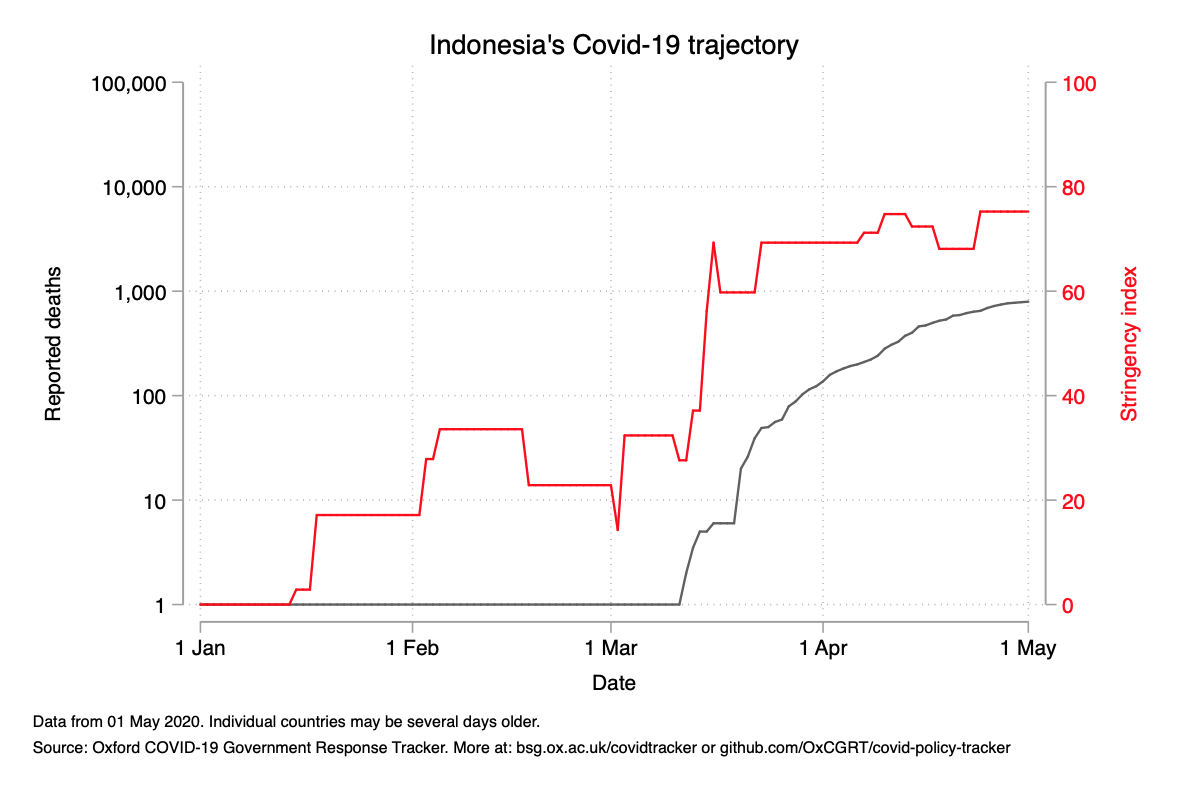 Indonesia's Covid-19 trajectory
100,000
10,000
1,000
100
10
1
Reported deaths
100
80
60
40
20
0
Stringency index
1 Jan
1 Feb
1 Mar
1 Apr
1 May
Date
Data from 01 May 2020. Individual countries may be several days older.
Source: Oxford COVID-19 Government Response Tracker. More at: bsg.ox.ac.uk/covidtracker or github.com/OxCGRT/covid-policy-tracker